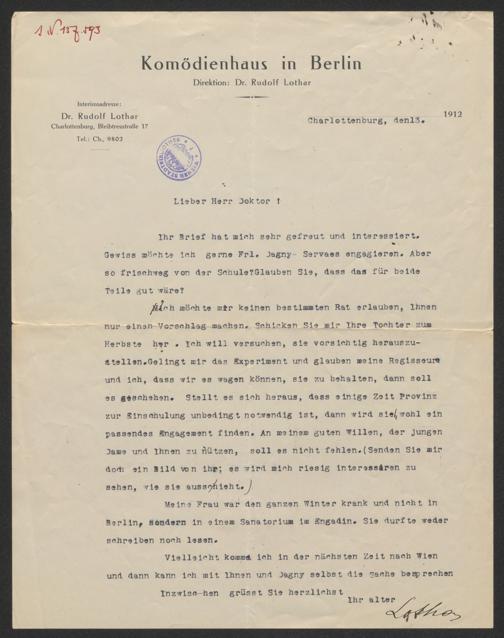 Komödienhaus in Berlin
Direktion: Dr. Rudolf Lothar
Interimsadresse:
Dr. Rudolf Lothar
Charlottenburg, Bleibtreustraße 17
Tel.: Ch., 9802
Charlottenburg, den13. 1912
Lieber Herr Doktor !
Ihr Brief hat mich sehr gefreut und interessiert.
Gewiss möchte ich gerne Frl. Dagny- Servaes engagieren. Aber
so frischweg von der Schule?Glauben Sie, dass das für beide
Teile gut wäre?
Ich möchte mir keinen bestimmten Rat erlauben, Ihnen
nur einen Vorschlag machen. Schicken Sie mir Ihre Tochter zum
Herbste her . Ich will versuchen, sie vorsichtig herauszu-
stellen.Gelingt mir das Experiment und glauben meine Regisseure
und ich, dass wir es wagen können, sie zu behalten, dann soll
es geschehen. Stellt es sich heraus, dass einige Zeit Provinz
zur Einschulung unbedingt notwendig ist, dann wird sie wohl ein
passendes Engagement finden. An meinem guten Willen, der jungen
Dame und Ihnen zu nützen, soll es nicht fehlen.(Senden Sie mir
doch ein Bild von ihr; es wird mich riesig interessiren zu
sehen, wie sie ausschieht.)
Meine Frau war den ganzen Winter krank und nicht in
Berlin, sondern in einem Sanatorium im Engadin. Sie durfte weder
schreiben noch lesen.
Vielleicht komme ich in der nächsten Zeit nach Wien
und dann kann ich mit Ihnen und Dagny selbst die Sache besprechen
Inzwischen grüsst Sie herzlichst
Ihr alter
Lothar